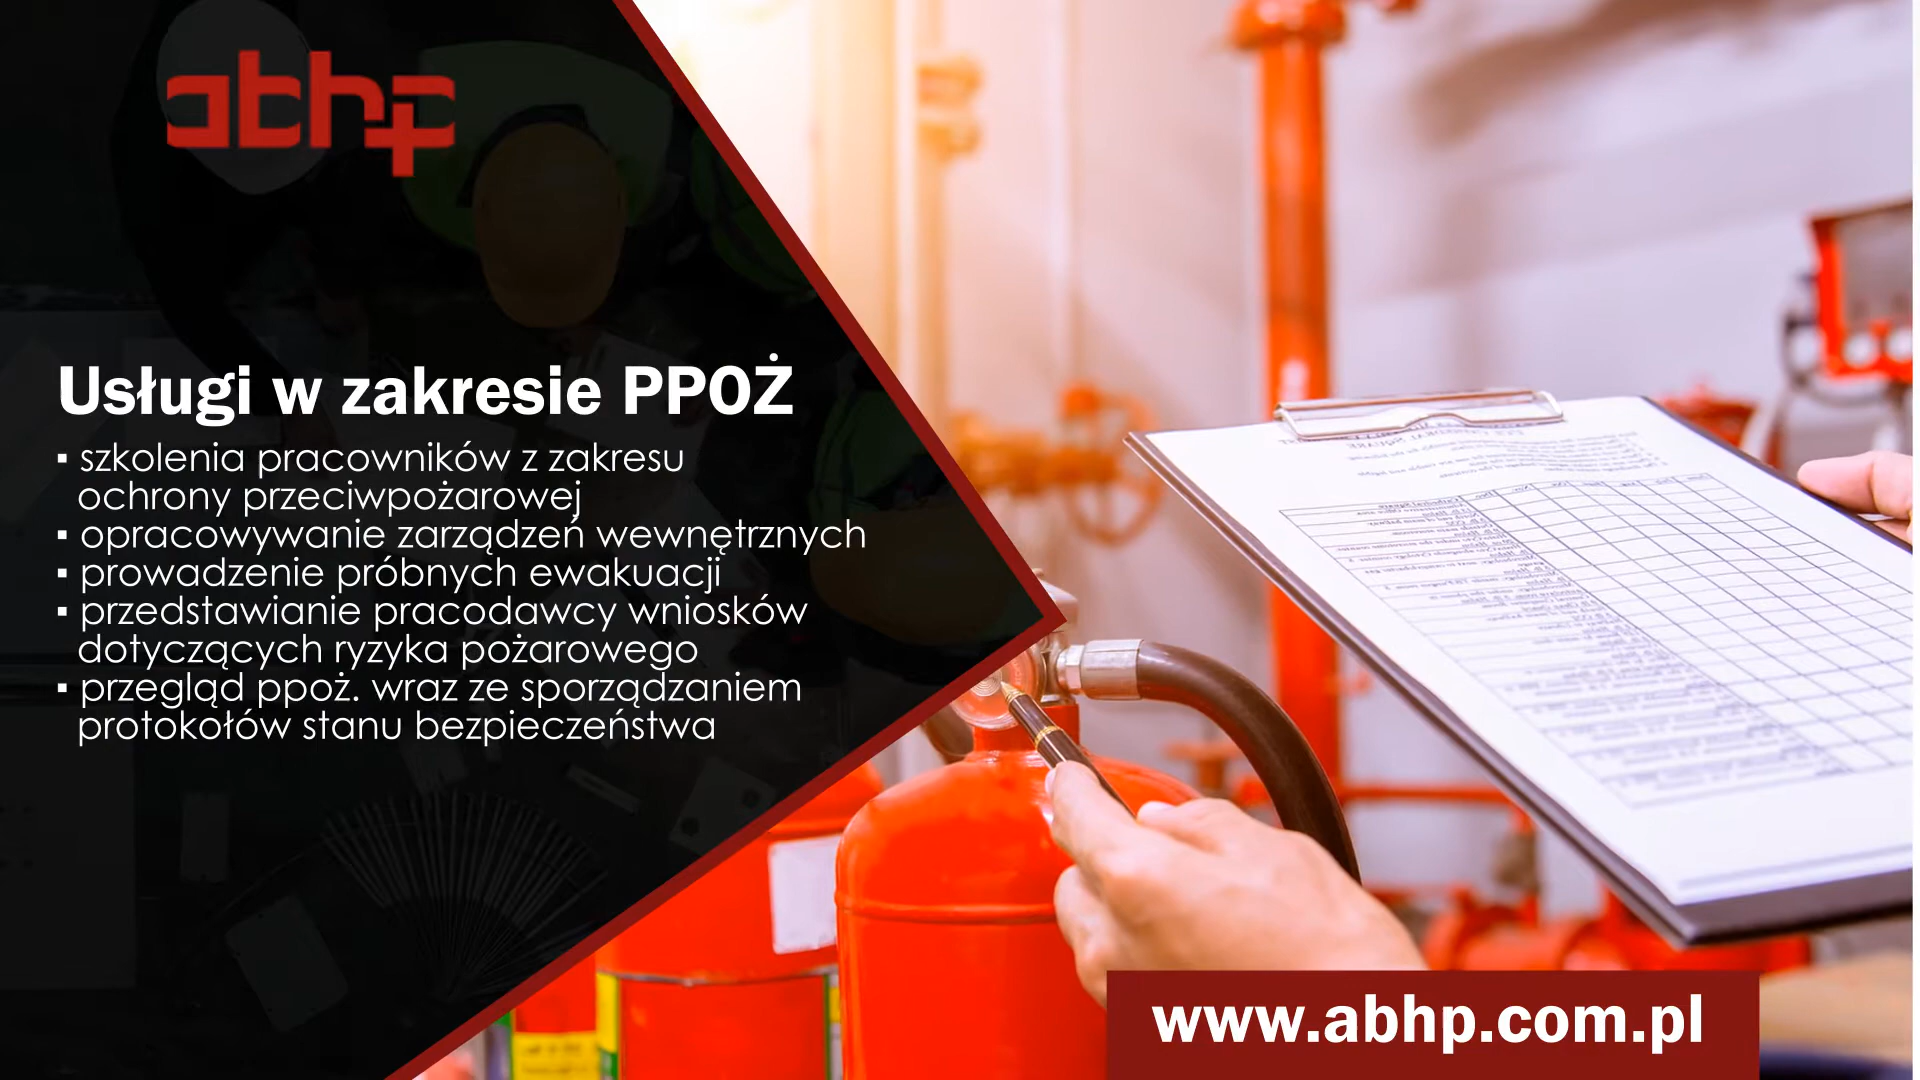 abhp
Usługi w zakresie PPOŻ
▪ szkolenia pracowników z zakresu
ochrony przeciwpożarowej
▪ opracowywanie zarządzeń wewnętrznych
▪ prowadzenie próbnych ewakuacji
▪ przedstawianie pracodawcy wniosków
dotyczących ryzyka pożarowego
▪ przegląd ppoż. wraz ze sporządzaniem
protokołów stanu bezpieczeństwa
www.abhp.com.pl